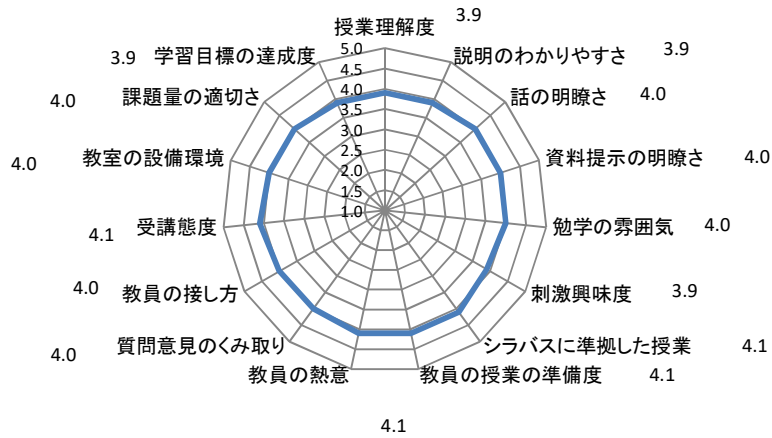 授業理解度 3.9
説明のわかりやすさ 3.9
話の明瞭さ 4.0
資料提示の明瞭さ 4.0
勉学の雰囲気 4.0
刺激興味度 3.9
シラバスに準拠した授業 4.1
教員の授業の準備度 4.1
教員の熱意 4.1
質問意見のくみ取り 4.0
教員の接し方 4.0
受講態度 4.1
教室の設備環境 4.0
課題量の適切さ 4.0
学習目標の達成度 3.9
5.0
4.5
4.0
3.5
3.0
2.5
2.0
1.5
1.0